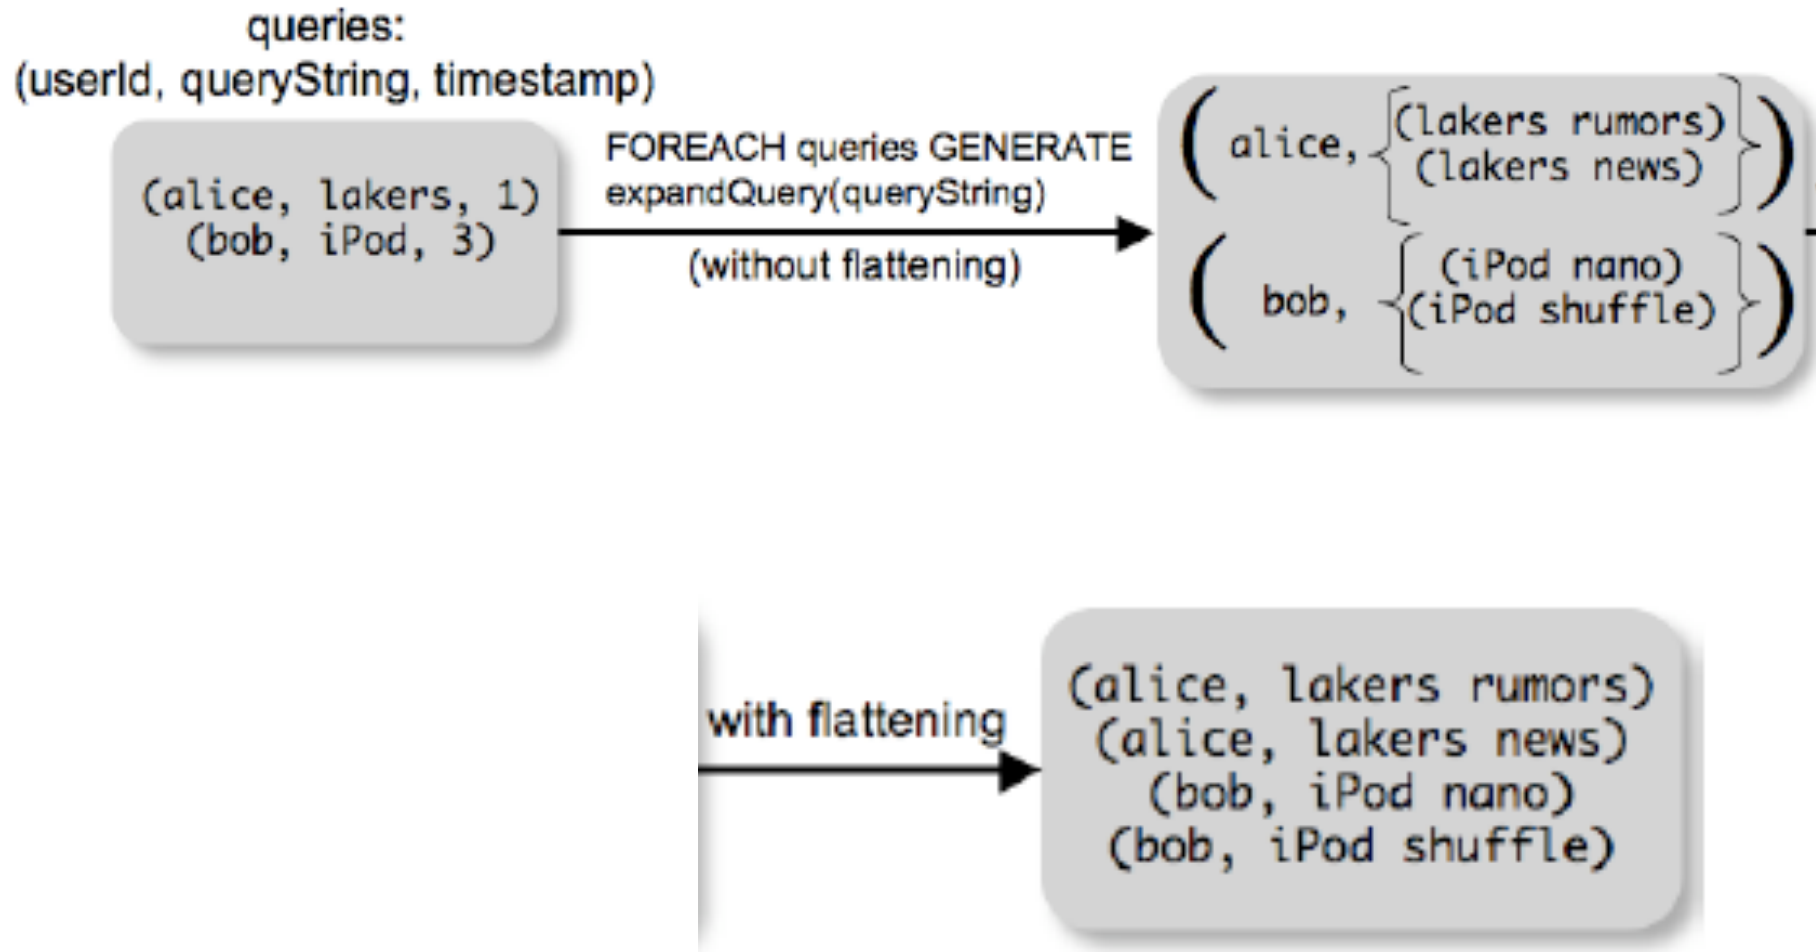 queries:
(userId, queryString, timestamp)
(alice, lakers, 1)
(bob, iPod, 3)
FOREACH queries GENERATE
expandQuery(queryString)
(without flattening)
( alice, { (lakers rumors)
(lakers news) } )
( bob, { (iPod nano)
(iPod shuffle) } )
with flattening
(alice, lakers rumors)
(alice, lakers news)
(bob, iPod nano)
(bob, iPod shuffle)